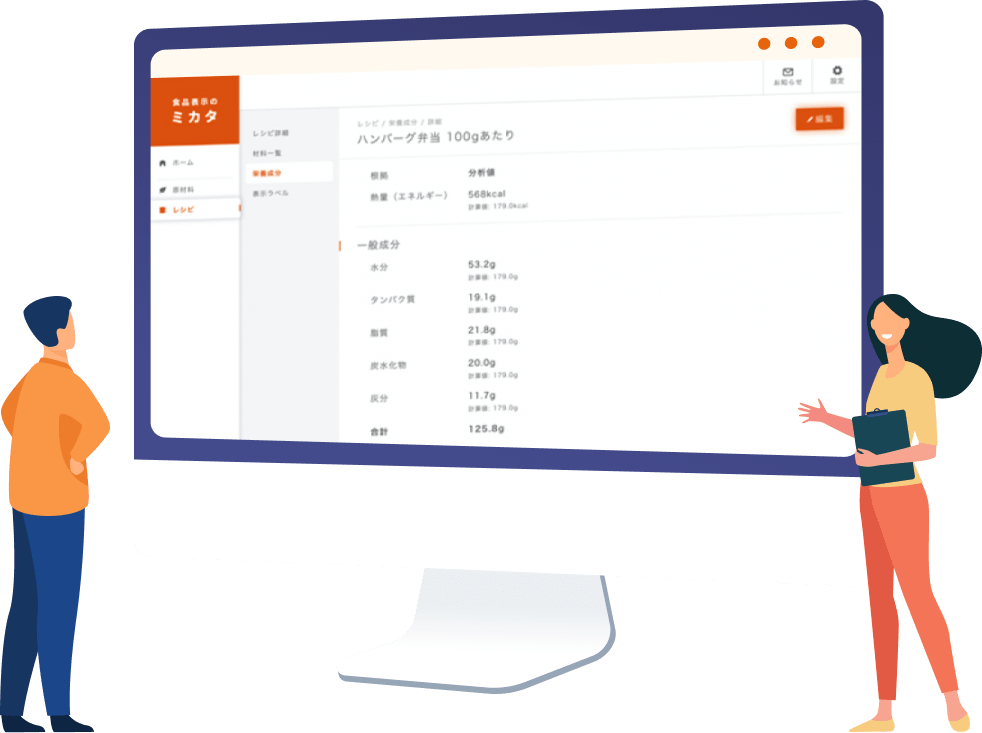 食品表示の
ミカタ
お知らせ
設定
ホーム
原材料
レシピ
レシピ詳細
材料一覧
栄養成分
表示ラベル
レシピ / 栄養成分 / 詳細
ハンバーグ弁当 100gあたり
編集
根拠 分析値
熱量（エネルギー） 568kcal
計算値: 179.0kcal
一般成分
水分 53.2g
計算値: 179.0g
タンパク質 19.1g
計算値: 179.0g
脂質 21.8g
計算値: 179.0g
炭水化物 20.0g
計算値: 179.0g
灰分 11.7g
計算値: 179.0g
合計 125.8g